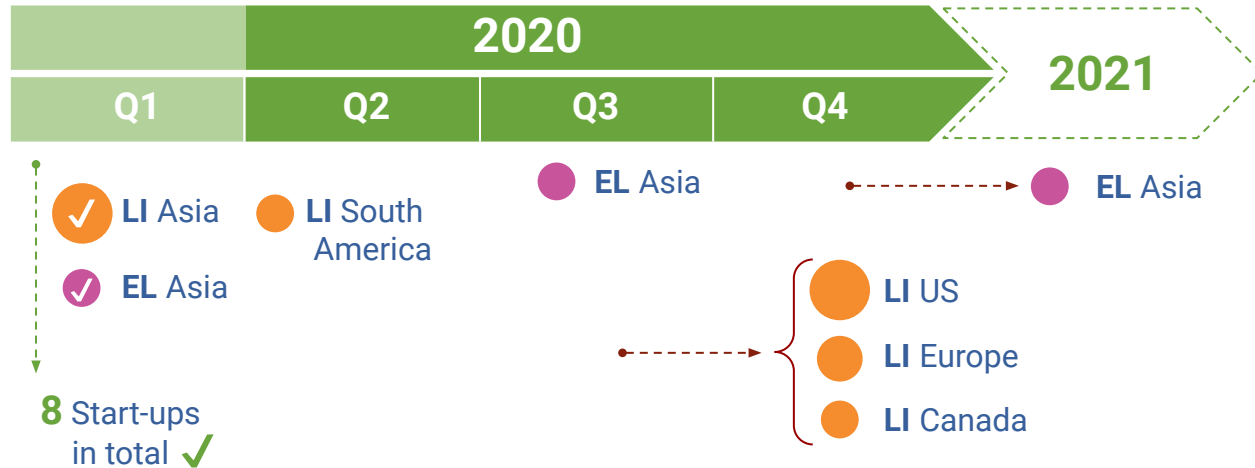 2020
2021
Q1
Q2
Q3
Q4
LI Asia
EL Asia
LI South
America
EL Asia
EL Asia
LI US
LI Europe
LI Canada
8 Start-ups
in total